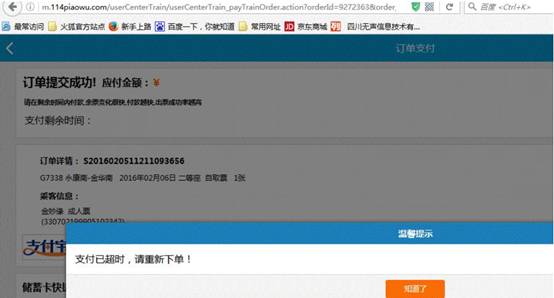 m.114piaowu.com/userCenterTrain/userCenterTrain_payTrainOrder.action?orderId=9272363&order_
百度 <Ctrl+K>
最常访问 火狐官方站点 新手上路 百度一下，你就知道 常用网址 JD 京东商城 四川无声信息技术有...
订单支付
订单提交成功! 应付金额：¥
请在剩余时间内付款,余票变化很快,付款越快,出票成功率越高
支付剩余时间：
订单详情： S2016020511211093656
G7338 永康南-金华南 2016年02月06日 二等座 自取票 1张
乘客信息：
金妙缘 成人票
支付宝
温馨提示
支付已超时，请重新下单！
知道了
储蓄卡快捷